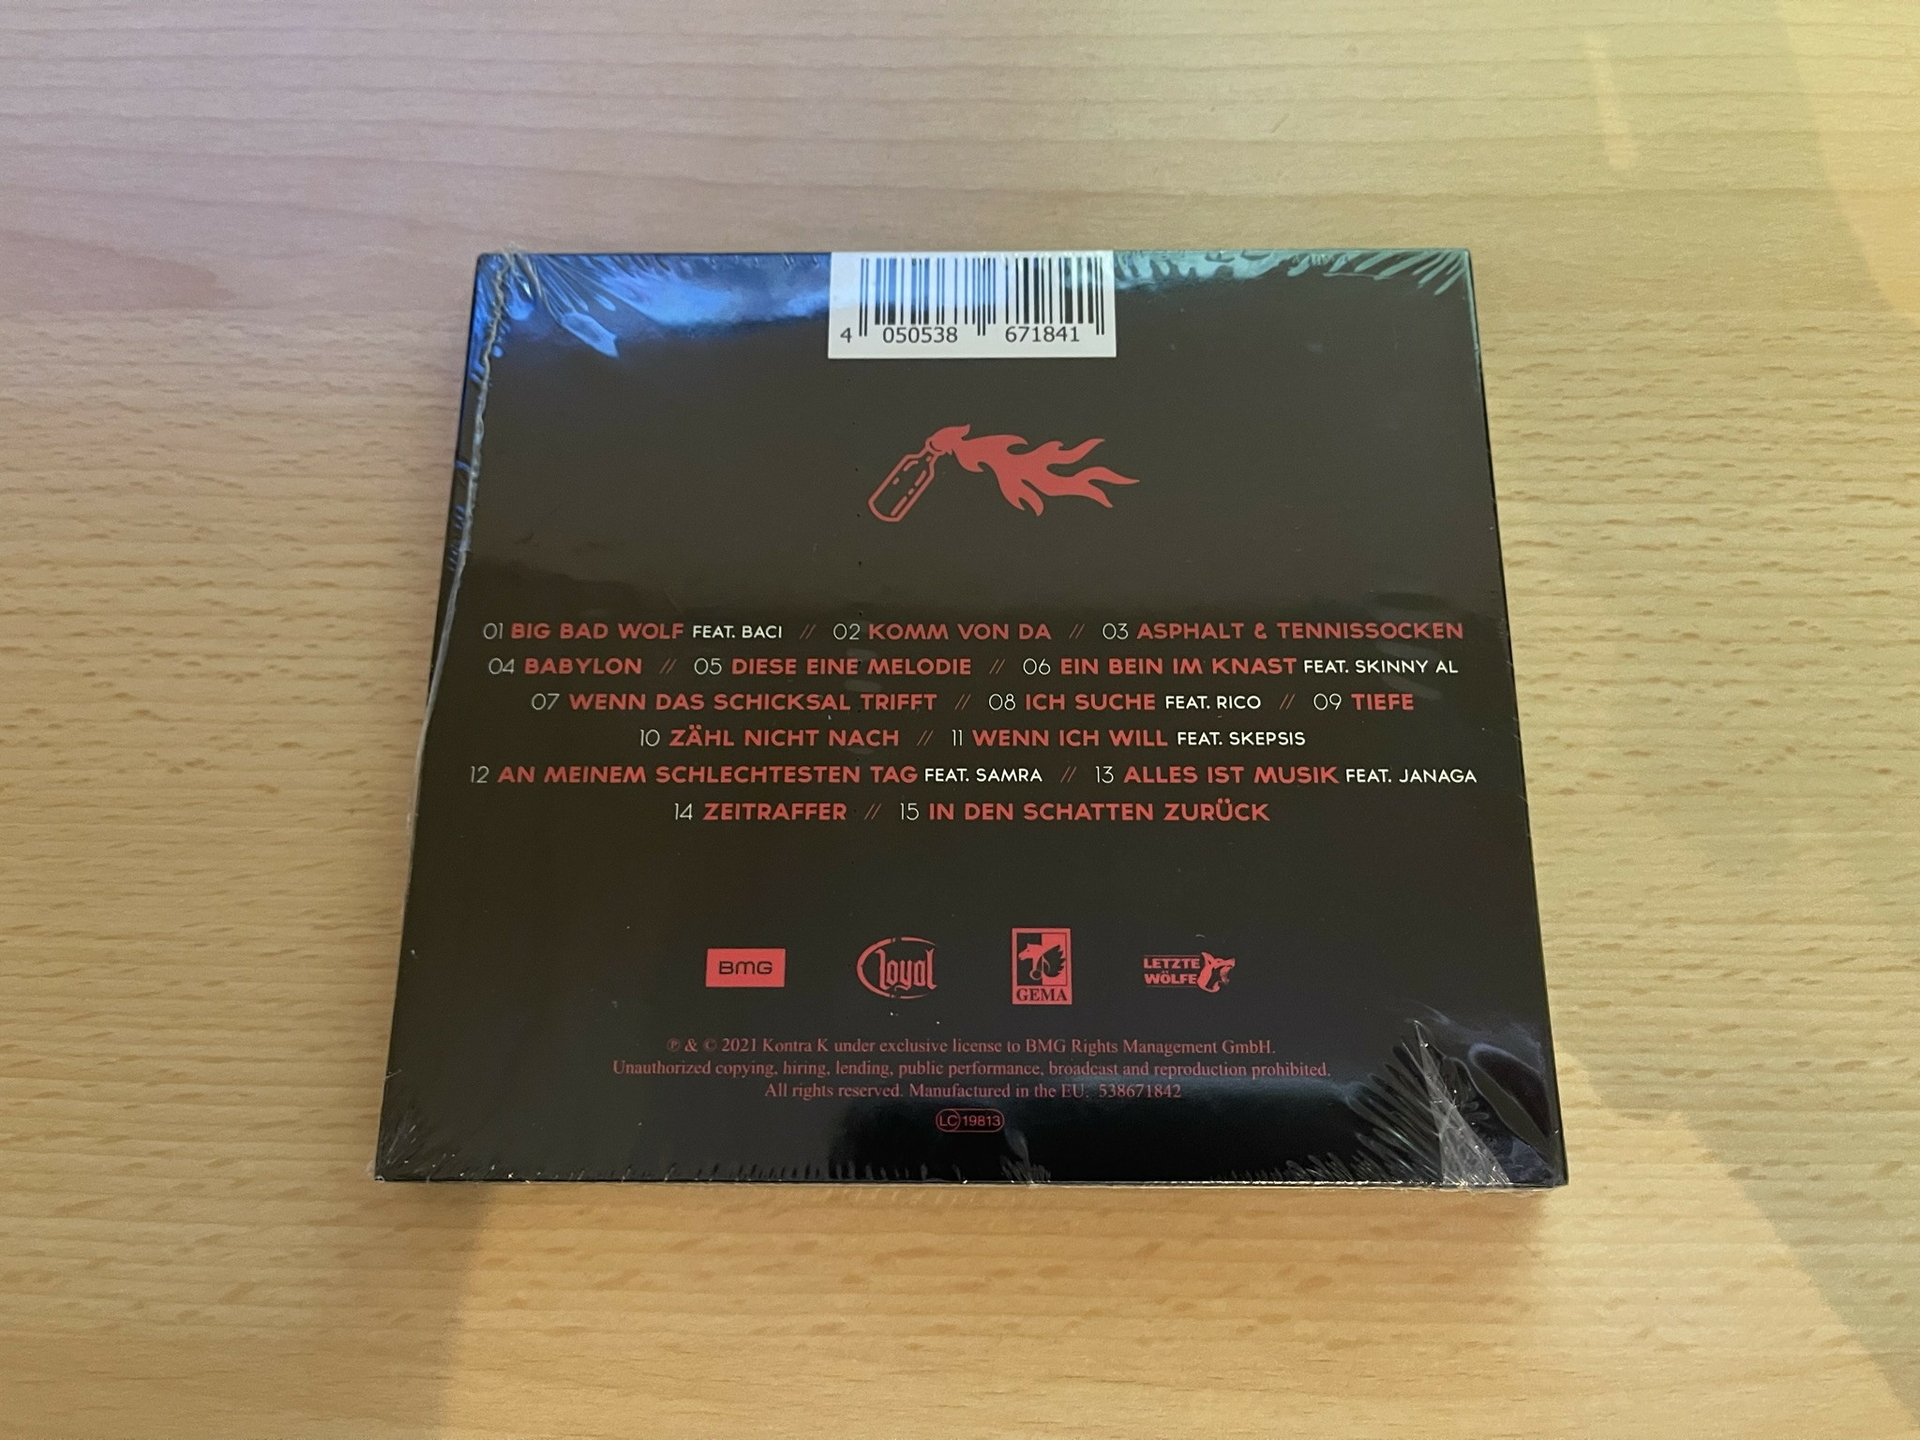 4 050538 671841
01 BIG BAD WOLF FEAT. BACI // 02 KOMM VON DA // 03 ASPHALT & TENNISSOCKEN
04 BABYLON // 05 DIESE EINE MELODIE // 06 EIN BEIN IM KNAST FEAT. SKINNY AL
07 WENN DAS SCHICKSAL TRIFFT // 08 ICH SUCHE FEAT. RICO // 09 TIEFE
10 ZÄHL NICHT NACH // 11 WENN ICH WILL FEAT. SKEPSIS
12 AN MEINEM SCHLECHTESTEN TAG FEAT. SAMRA // 13 ALLES IST MUSIK FEAT. JANAGA
14 ZEITRAFFER // 15 IN DEN SCHATTEN ZURÜCK
BMG
loyal
GEMA
LETZTE
WÖLFE
℗ & © 2021 Kontra K under exclusive license to BMG Rights Management GmbH.
Unauthorized copying, hiring, lending, public performance, broadcast and reproduction prohibited.
All rights reserved. Manufactured in the EU. 538671842
LC 19813